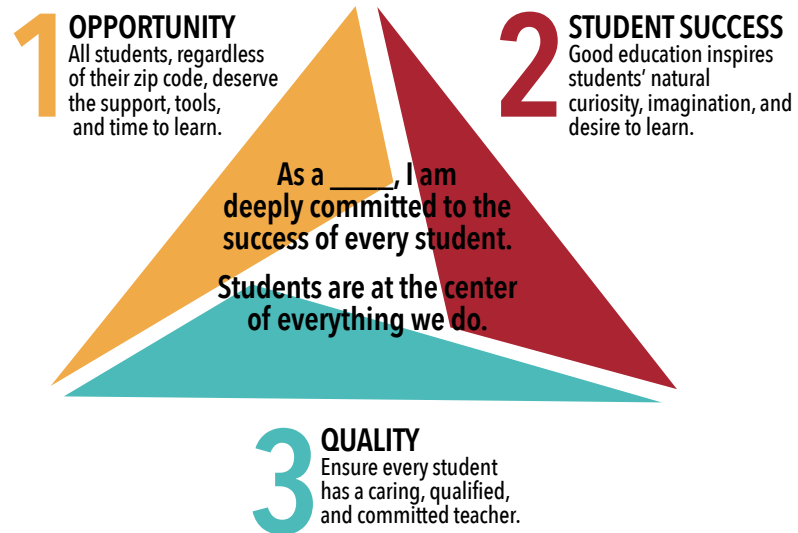 1 OPPORTUNITY
All students, regardless
of their zip code, deserve
the support, tools,
and time to learn.
2 STUDENT SUCCESS
Good education inspires
students’ natural
curiosity, imagination, and
desire to learn.
As a _____, I am
deeply committed to the
success of every student.
Students are at the center
of everything we do.
3 QUALITY
Ensure every student
has a caring, qualified,
and committed teacher.